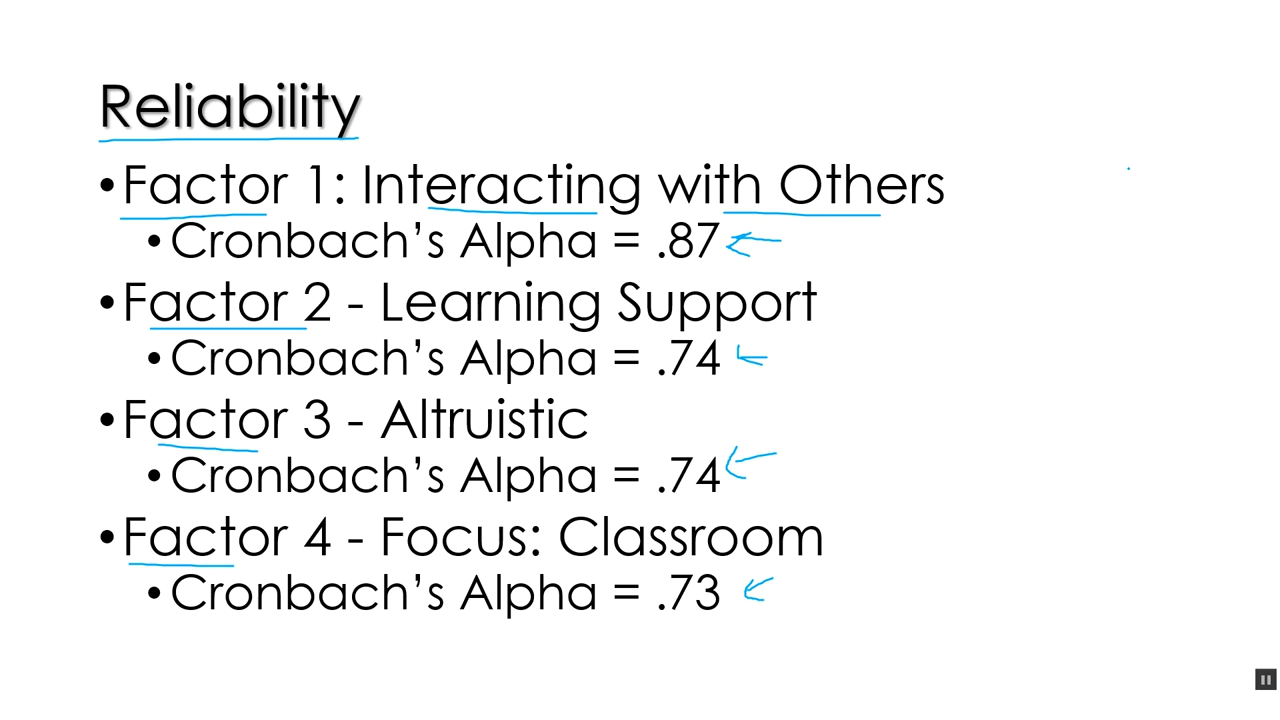 Reliability
•Factor 1: Interacting with Others
•Cronbach’s Alpha = .87
•Factor 2 - Learning Support
•Cronbach’s Alpha = .74
•Factor 3 - Altruistic
•Cronbach’s Alpha = .74
•Factor 4 - Focus: Classroom
•Cronbach’s Alpha = .73